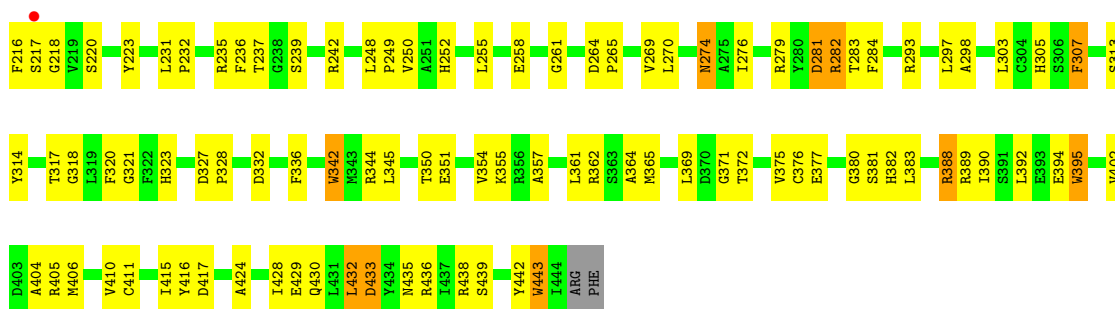 F216 S217 G218 V219 S220 Y223 L231 P232 R235 F236 T237 G238 S239 R242 L248 P249 V250 A251 H252 L255 E258 G261 D264 P265 V269 L270 N274 A275 I276 R279 Y280 D281 R282 T283 F284 R293 L297 A298 L303 C304 H305 S306 F307 S313
Y314 T317 G318 L319 F320 G321 F322 H323 D327 P328 D332 F336 W342 M343 R344 L345 T350 E351 V354 K355 R356 A357 L361 R362 S363 A364 M365 L369 D370 G371 T372 V375 C376 E377 G380 S381 H382 L383 R388 R389 I390 S391 L392 E393 E394 W395 V402
D403 A404 R405 M406 V410 C411 I415 Y416 D417 A424 I428 E429 Q430 L431 L432 D433 Y434 N435 R436 I437 R438 S439 Y442 W443 I444 ARG PHE